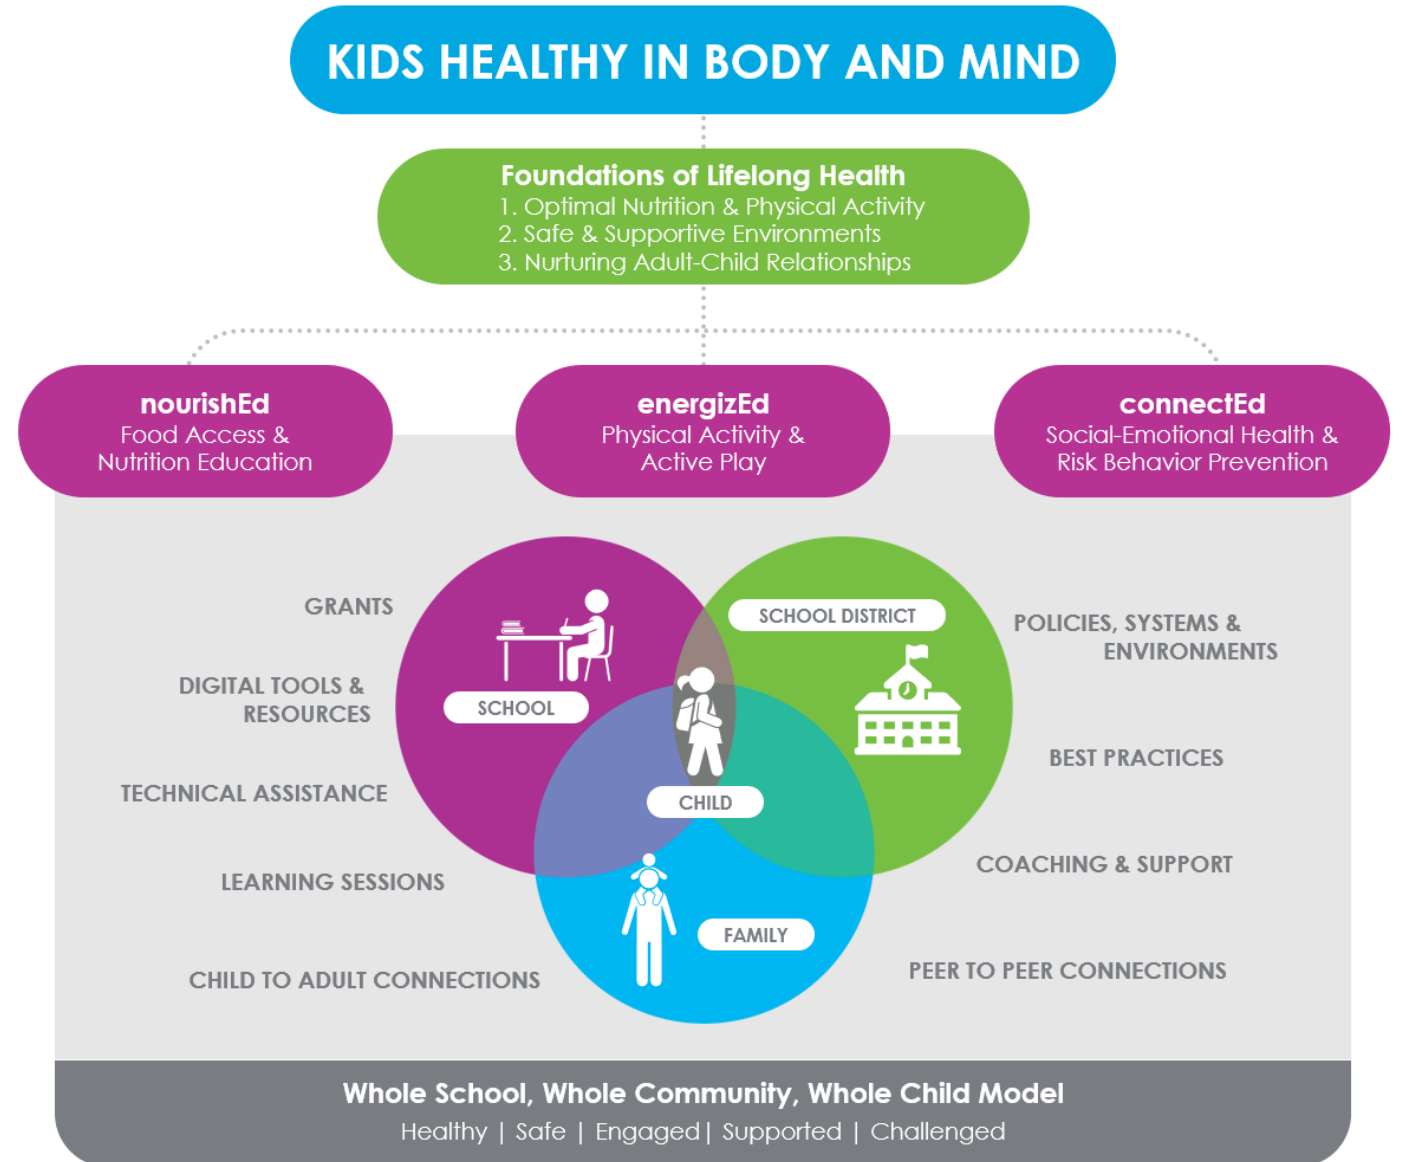 KIDS HEALTHY IN BODY AND MIND
Foundations of Lifelong Health
1. Optimal Nutrition & Physical Activity
2. Safe & Supportive Environments
3. Nurturing Adult-Child Relationships
nourishEd
Food Access &
Nutrition Education
energizEd
Physical Activity &
Active Play
connectEd
Social-Emotional Health &
Risk Behavior Prevention
GRANTS
DIGITAL TOOLS &
RESOURCES
TECHNICAL ASSISTANCE
LEARNING SESSIONS
CHILD TO ADULT CONNECTIONS
SCHOOL
SCHOOL DISTRICT
CHILD
FAMILY
POLICIES, SYSTEMS &
ENVIRONMENTS
BEST PRACTICES
COACHING & SUPPORT
PEER TO PEER CONNECTIONS
Whole School, Whole Community, Whole Child Model
Healthy | Safe | Engaged | Supported | Challenged